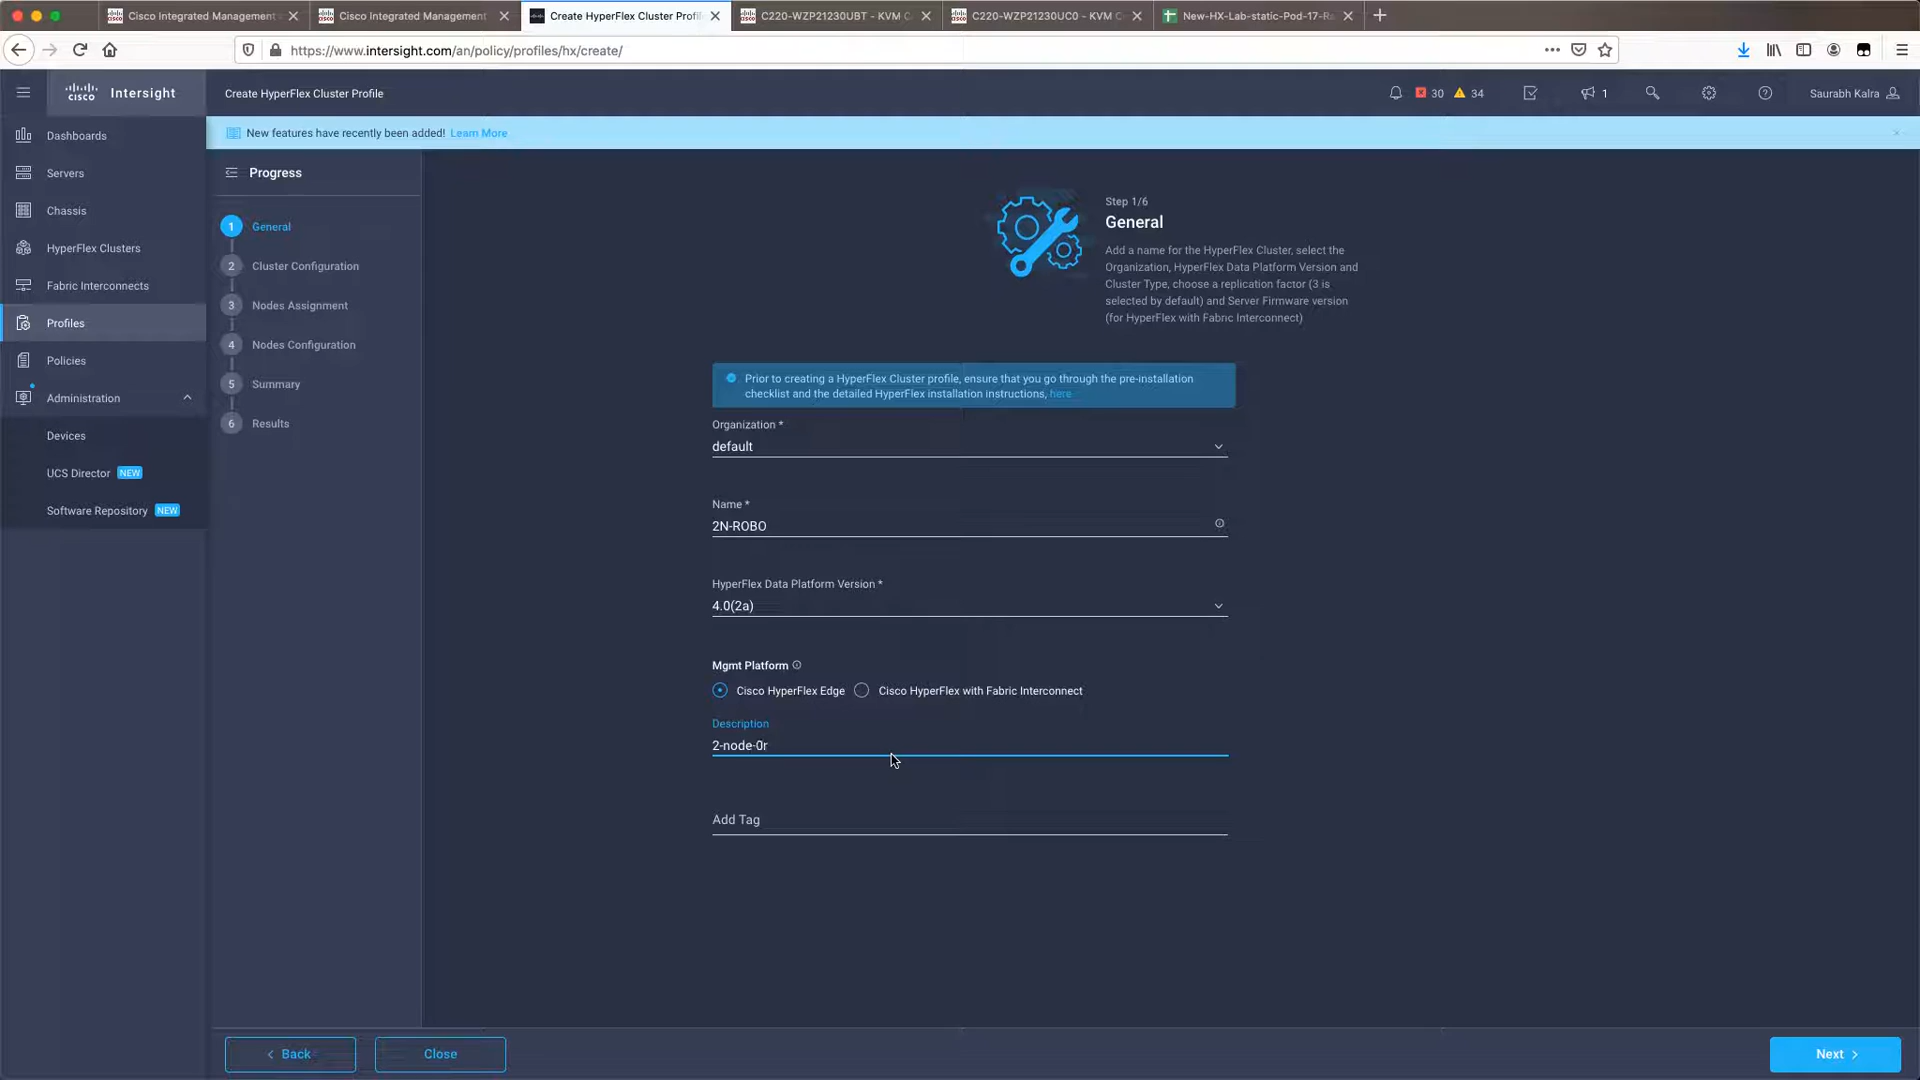 Cisco Integrated Management
Cisco Integrated Management
Create HyperFlex Cluster Profil
C220-WZP21230UBT - KVM C
C220-WZP21230UC0 - KVM C
New-HX-Lab-static-Pod-17-R
https://www.intersight.com/an/policy/profiles/hx/create/
cisco Intersight
Create HyperFlex Cluster Profile
30
34
1
Saurabh Kalra
New features have recently been added! Learn More
Dashboards
Servers
Chassis
HyperFlex Clusters
Fabric Interconnects
Profiles
Policies
Administration
Devices
UCS Director NEW
Software Repository NEW
Progress
1 General
2 Cluster Configuration
3 Nodes Assignment
4 Nodes Configuration
5 Summary
6 Results
Step 1/6
General
Add a name for the HyperFlex Cluster, select the
Organization, HyperFlex Data Platform Version and
Cluster Type, choose a replication factor (3 is
selected by default) and Server Firmware version
(for HyperFlex with Fabric Interconnect)
Prior to creating a HyperFlex Cluster profile, ensure that you go through the pre-installation
checklist and the detailed HyperFlex installation instructions, here
Organization *
default
Name *
2N-ROBO
HyperFlex Data Platform Version *
4.0(2a)
Mgmt Platform
Cisco HyperFlex Edge
Cisco HyperFlex with Fabric Interconnect
Description
2-node-0r
Add Tag
< Back
Close
Next >